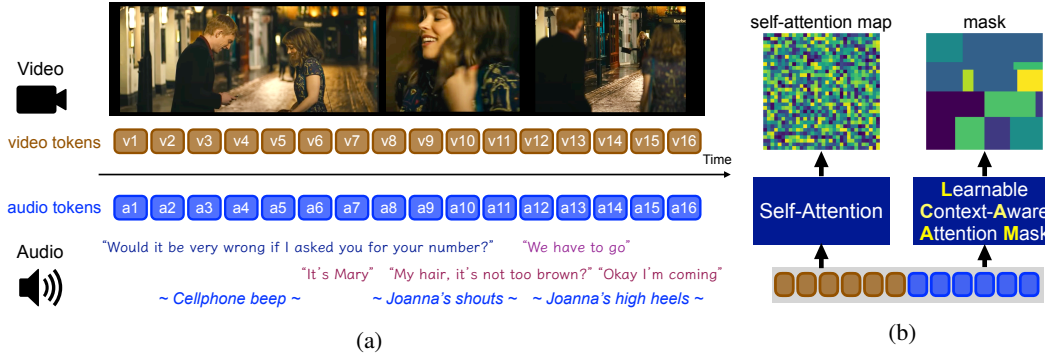 Video
video tokens
v1 v2 v3 v4 v5 v6 v7 v8 v9 v10 v11 v12 v13 v14 v15 v16
Time
audio tokens
a1 a2 a3 a4 a5 a6 a7 a8 a9 a10 a11 a12 a13 a14 a15 a16
Audio
“Would it be very wrong if I asked you for your number?” “We have to go”
“It's Mary” “My hair, it's not too brown?” “Okay I'm coming”
~ Cellphone beep ~ ~ Joanna's shouts ~ ~ Joanna's high heels ~
(a)
self-attention map
mask
Self-Attention
Learnable
Context-Aware
Attention Mask
(b)